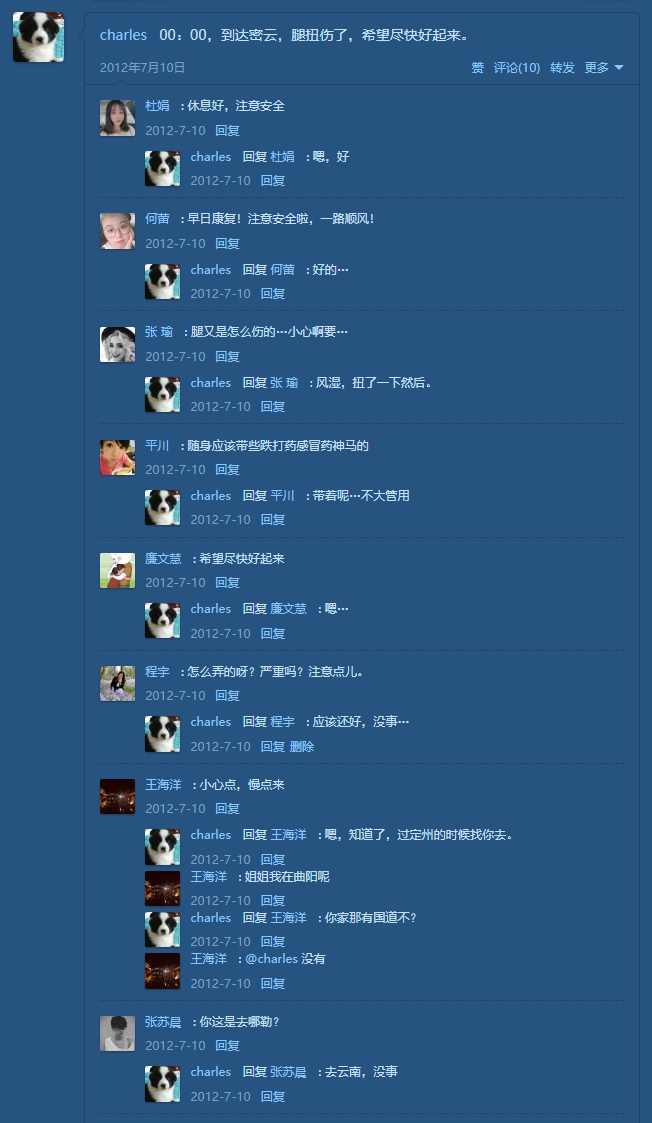 charles 00：00，到达密云，腿扭伤了，希望尽快好起来。
2012年7月10日 赞 评论(10) 转发 更多
杜娟 : 休息好，注意安全
2012-7-10 回复
charles 回复 杜娟 : 嗯，好
2012-7-10 回复
何苗 : 早日康复！注意安全啦，一路顺风！
2012-7-10 回复
charles 回复 何苗 : 好的…
2012-7-10 回复
张 瑜 : 腿又是怎么伤的…小心啊要…
2012-7-10 回复
charles 回复 张 瑜 : 风湿，扭了一下然后。
2012-7-10 回复
平川 : 随身应该带些跌打药感冒药神马的
2012-7-10 回复
charles 回复 平川 : 带着呢…不大管用
2012-7-10 回复
廉文慧 : 希望尽快好起来
2012-7-10 回复
charles 回复 廉文慧 : 嗯…
2012-7-10 回复
程宇 : 怎么弄的呀？严重吗？注意点儿。
2012-7-10 回复
charles 回复 程宇 : 应该还好，没事…
2012-7-10 回复 删除
王海洋 : 小心点，慢点来
2012-7-10 回复
charles 回复 王海洋 : 嗯，知道了，过定州的时候找你去。
2012-7-10 回复
王海洋 : 姐姐我在曲阳呢
2012-7-10 回复
charles 回复 王海洋 : 你家那有国道不？
2012-7-10 回复
王海洋 : @charles 没有
2012-7-10 回复
张苏晨 : 你这是去哪勒？
2012-7-10 回复
charles 回复 张苏晨 : 去云南，没事
2012-7-10 回复